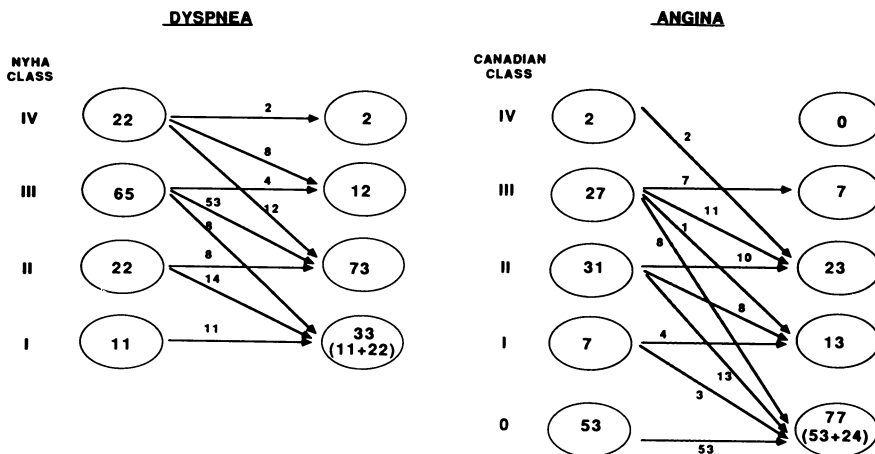 DYSPNEA
NYHA
CLASS
IV
22
2
2
8
III
65
4
12
53
12
8
II
22
8
73
14
I
11
11
33
(11+22)
ANGINA
CANADIAN
CLASS
IV
2
0
2
III
27
7
7
11
1
8
II
31
10
23
8
I
7
4
13
13
3
0
53
77
(53+24)
53